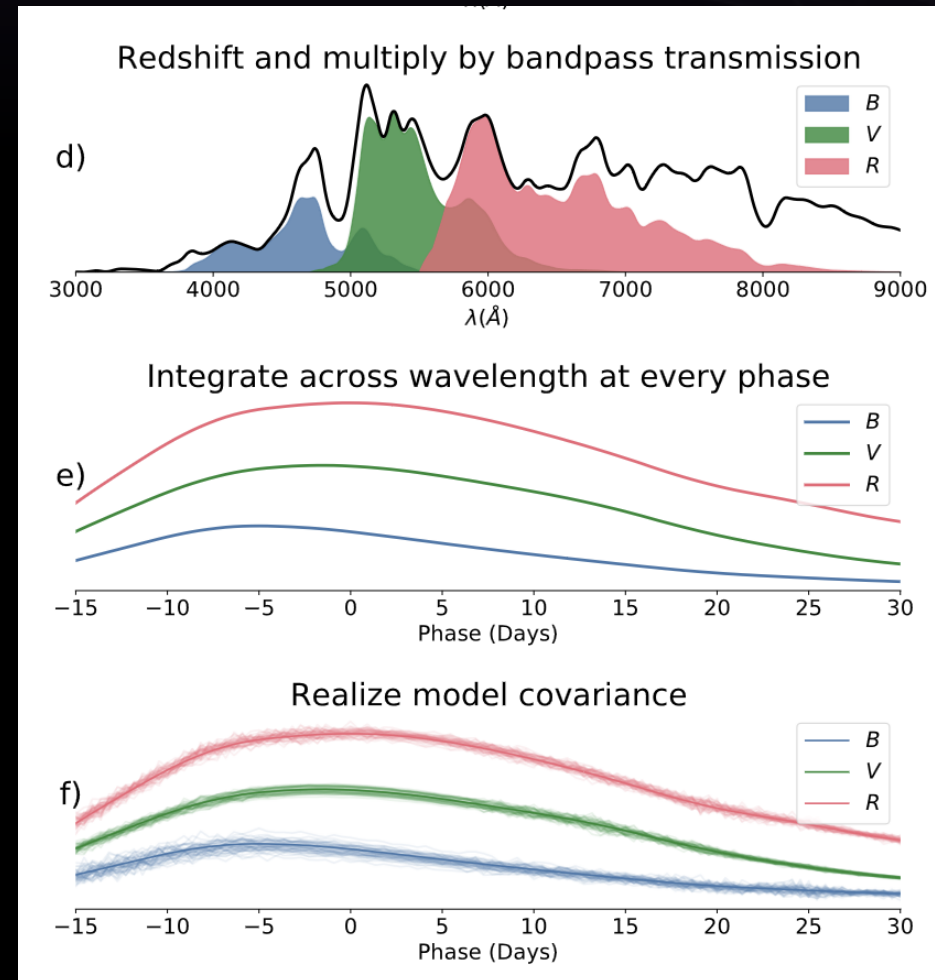 Redshift and multiply by bandpass transmission
d)
B
V
R
3000 4000 5000 6000 7000 8000 9000
λ(Å)
Integrate across wavelength at every phase
e)
B
V
R
−15 −10 −5 0 5 10 15 20 25 30
Phase (Days)
Realize model covariance
f)
B
V
R
−15 −10 −5 0 5 10 15 20 25 30
Phase (Days)